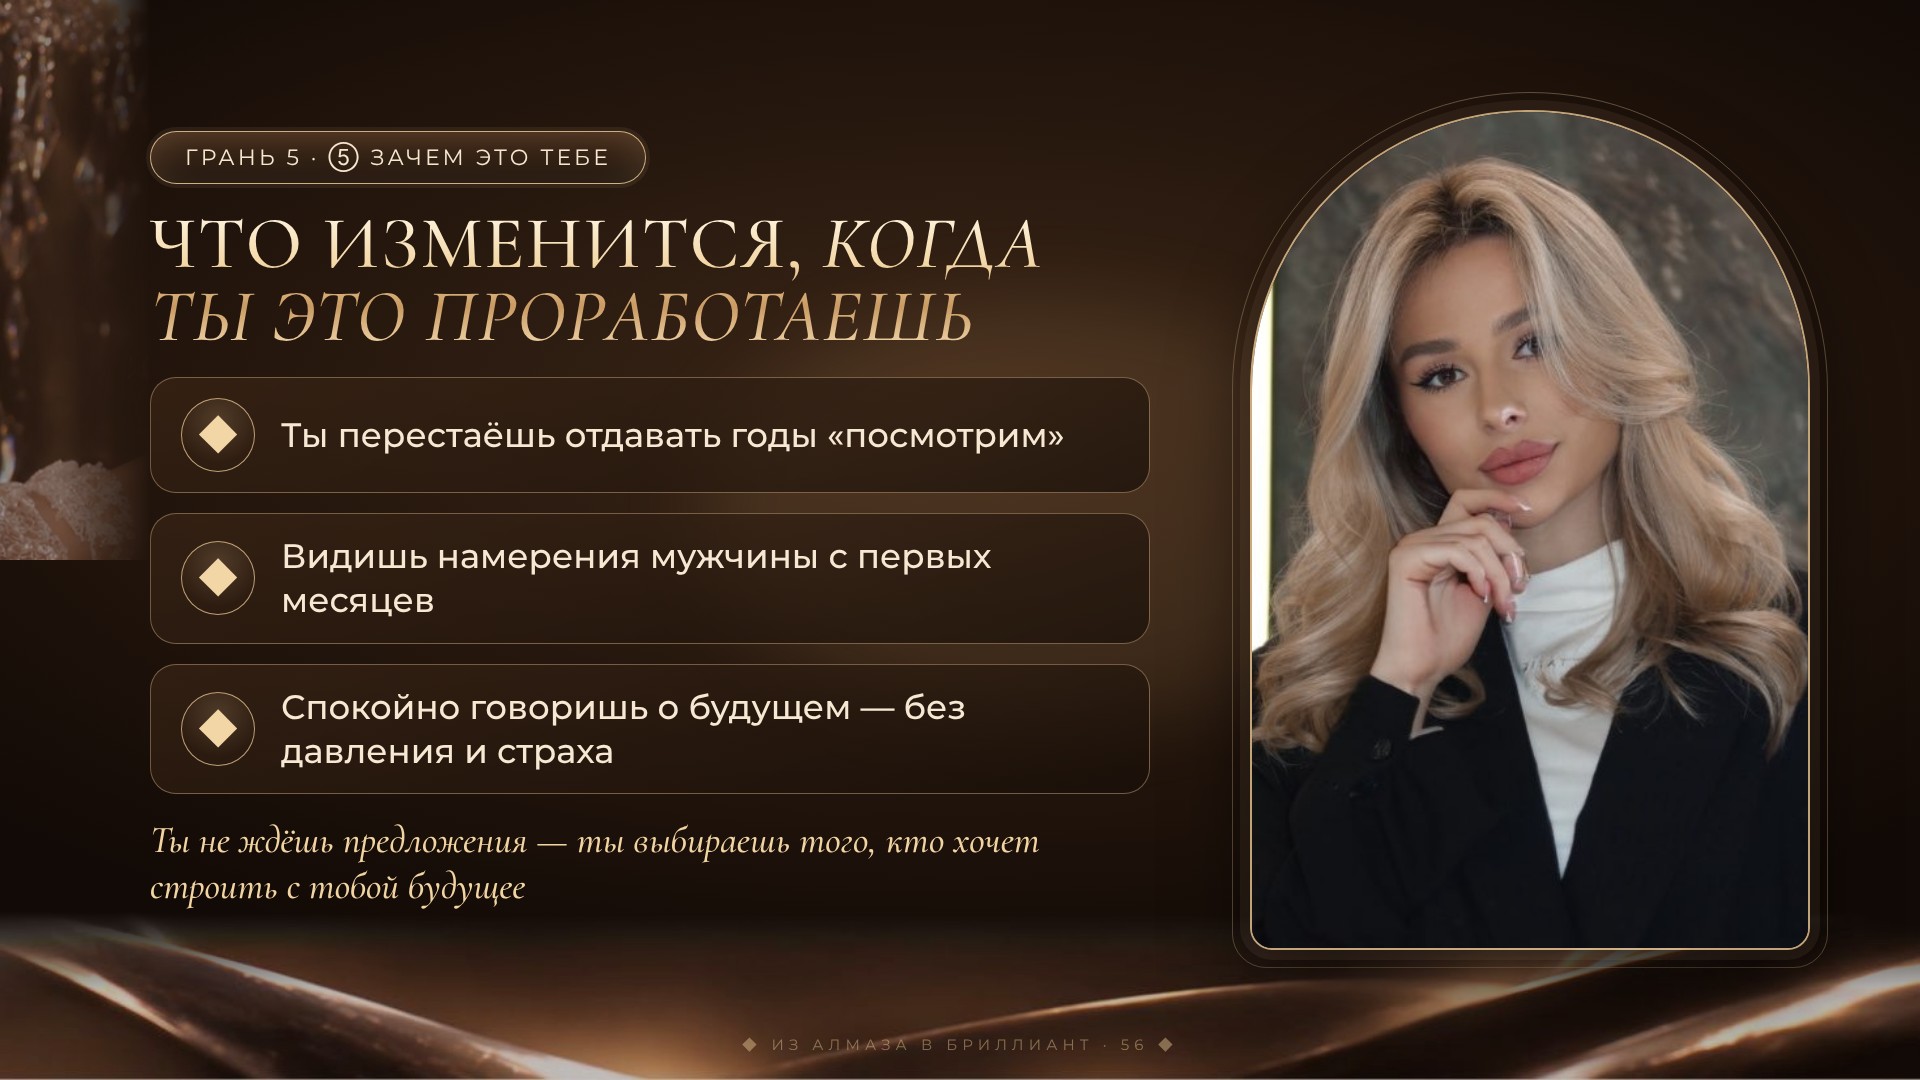 ГРАНЬ 5 · ⑤ ЗАЧЕМ ЭТО ТЕБЕ
ЧТО ИЗМЕНИТСЯ, КОГДА
ТЫ ЭТО ПРОРАБОТАЕШЬ
Ты перестаёшь отдавать годы «посмотрим»
Видишь намерения мужчины с первых
месяцев
Спокойно говоришь о будущем — без
давления и страха
Ты не ждёшь предложения — ты выбираешь того, кто хочет
строить с тобой будущее
◆ ИЗ АЛМАЗА В БРИЛЛИАНТ · 56 ◆